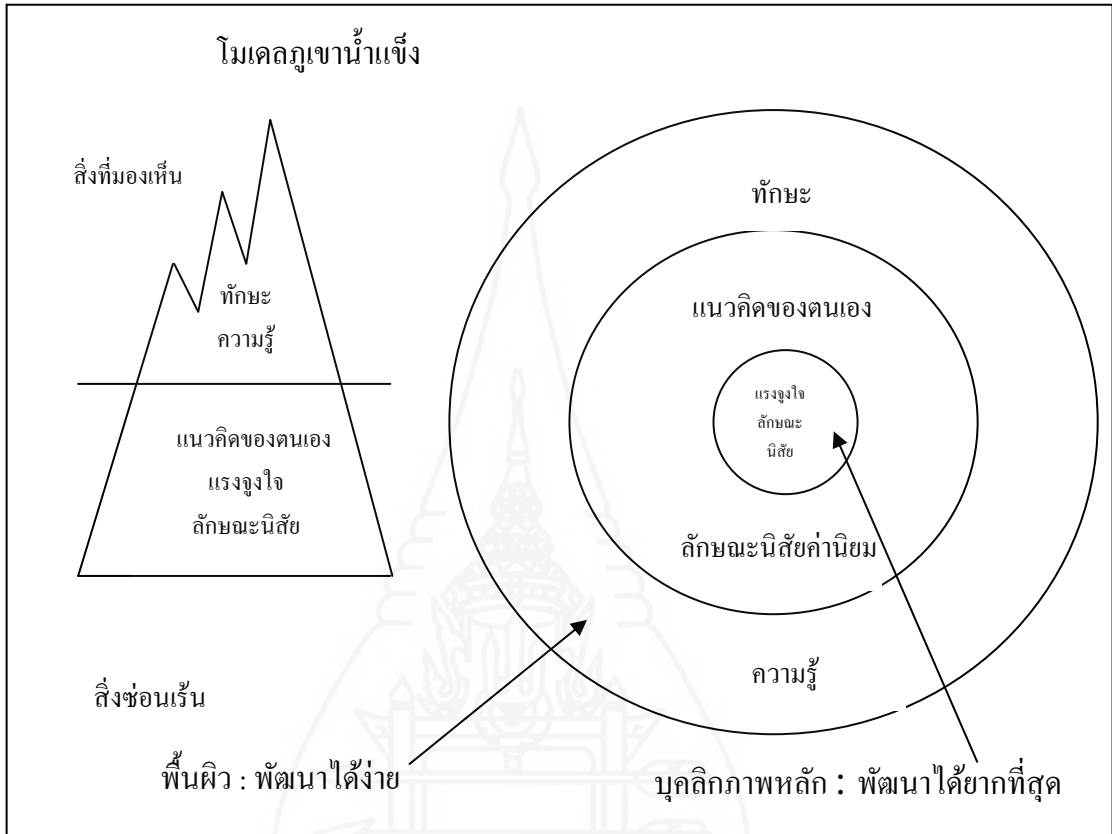 โมเดลภูเขาน้ำแข็ง
สิ่งที่มองเห็น
ทักษะ
ความรู้
แนวคิดของตนเอง
แรงจูงใจ
ลักษณะนิสัย
สิ่งซ่อนเร้น
ทักษะ
แนวคิดของตนเอง
แรงจูงใจ
ลักษณะ
นิสัย
ลักษณะนิสัยค่านิยม
ความรู้
พื้นผิว : พัฒนาได้ง่าย
บุคลิกภาพหลัก : พัฒนาได้ยากที่สุด